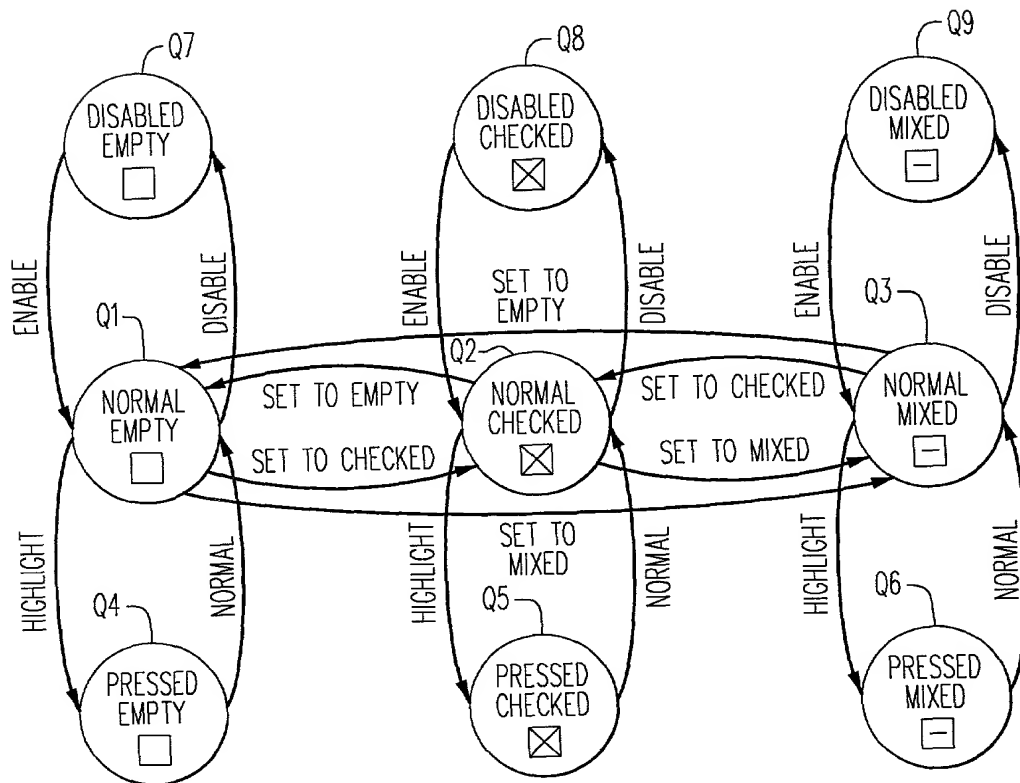 Q7
Q8
Q9
DISABLED
EMPTY
DISABLED
CHECKED
DISABLED
MIXED
ENABLE
DISABLE
ENABLE
DISABLE
ENABLE
DISABLE
SET TO
EMPTY
Q1
Q2
Q3
NORMAL
EMPTY
SET TO EMPTY
NORMAL
CHECKED
SET TO CHECKED
NORMAL
MIXED
SET TO CHECKED
SET TO MIXED
SET TO
MIXED
HIGHLIGHT
NORMAL
HIGHLIGHT
NORMAL
HIGHLIGHT
NORMAL
Q4
Q5
Q6
PRESSED
EMPTY
PRESSED
CHECKED
PRESSED
MIXED